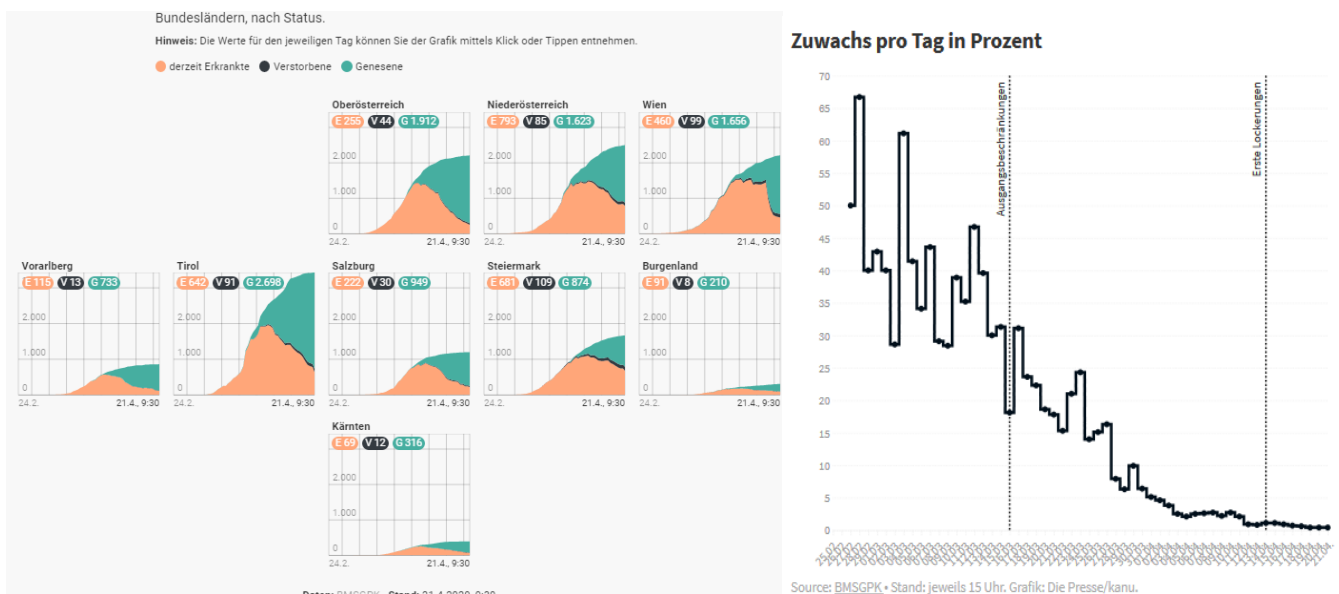 Bundesländern, nach Status.
Hinweis: Die Werte für den jeweiligen Tag können Sie der Grafik mittels Klick oder Tippen entnehmen.
derzeit Erkrankte Verstorbene Genesene
Oberösterreich
E 255 V 44 G 1.912
2.000
1.000
0
24.2. 21.4., 9:30
Niederösterreich
E 793 V 85 G 1.623
2.000
1.000
0
24.2. 21.4., 9:30
Wien
E 460 V 99 G 1.656
2.000
1.000
0
24.2. 21.4., 9:30
Vorarlberg
E 115 V 13 G 733
2.000
1.000
0
24.2. 21.4., 9:30
Tirol
E 642 V 91 G 2.698
2.000
1.000
0
24.2. 21.4., 9:30
Salzburg
E 222 V 30 G 949
2.000
1.000
0
24.2. 21.4., 9:30
Steiermark
E 681 V 109 G 874
2.000
1.000
0
24.2. 21.4., 9:30
Burgenland
E 91 V 8 G 210
2.000
1.000
0
24.2. 21.4., 9:30
Kärnten
E 69 V 12 G 316
2.000
1.000
0
24.2. 21.4., 9:30
Zuwachs pro Tag in Prozent
70
65
60
55
50
45
40
35
30
25
20
15
10
5
0
Ausgangsbeschränkungen
Erste Lockerungen
Source: BMSGPK • Stand: jeweils 15 Uhr. Grafik: Die Presse/kanu.